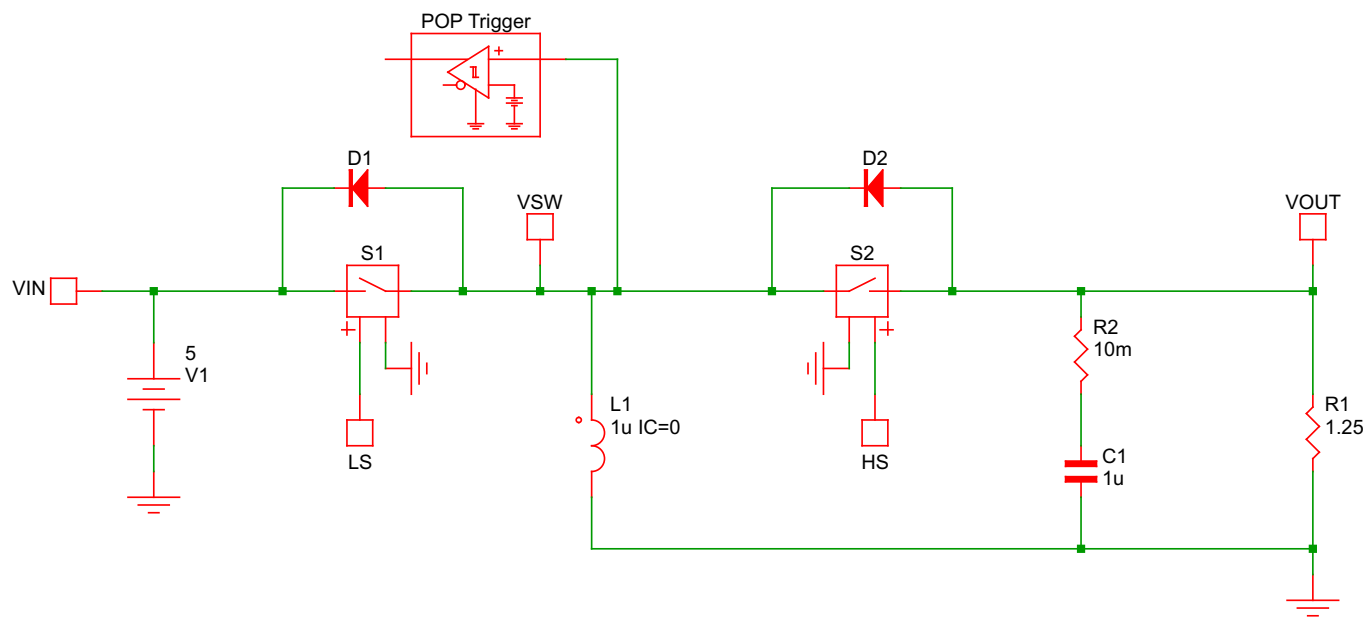 POP Trigger
D1
D2
VSW
VOUT
S1
S2
VIN
+
+
+
5
V1
R2
10m
L1
1u IC=0
R1
1.25
LS
HS
C1
1u